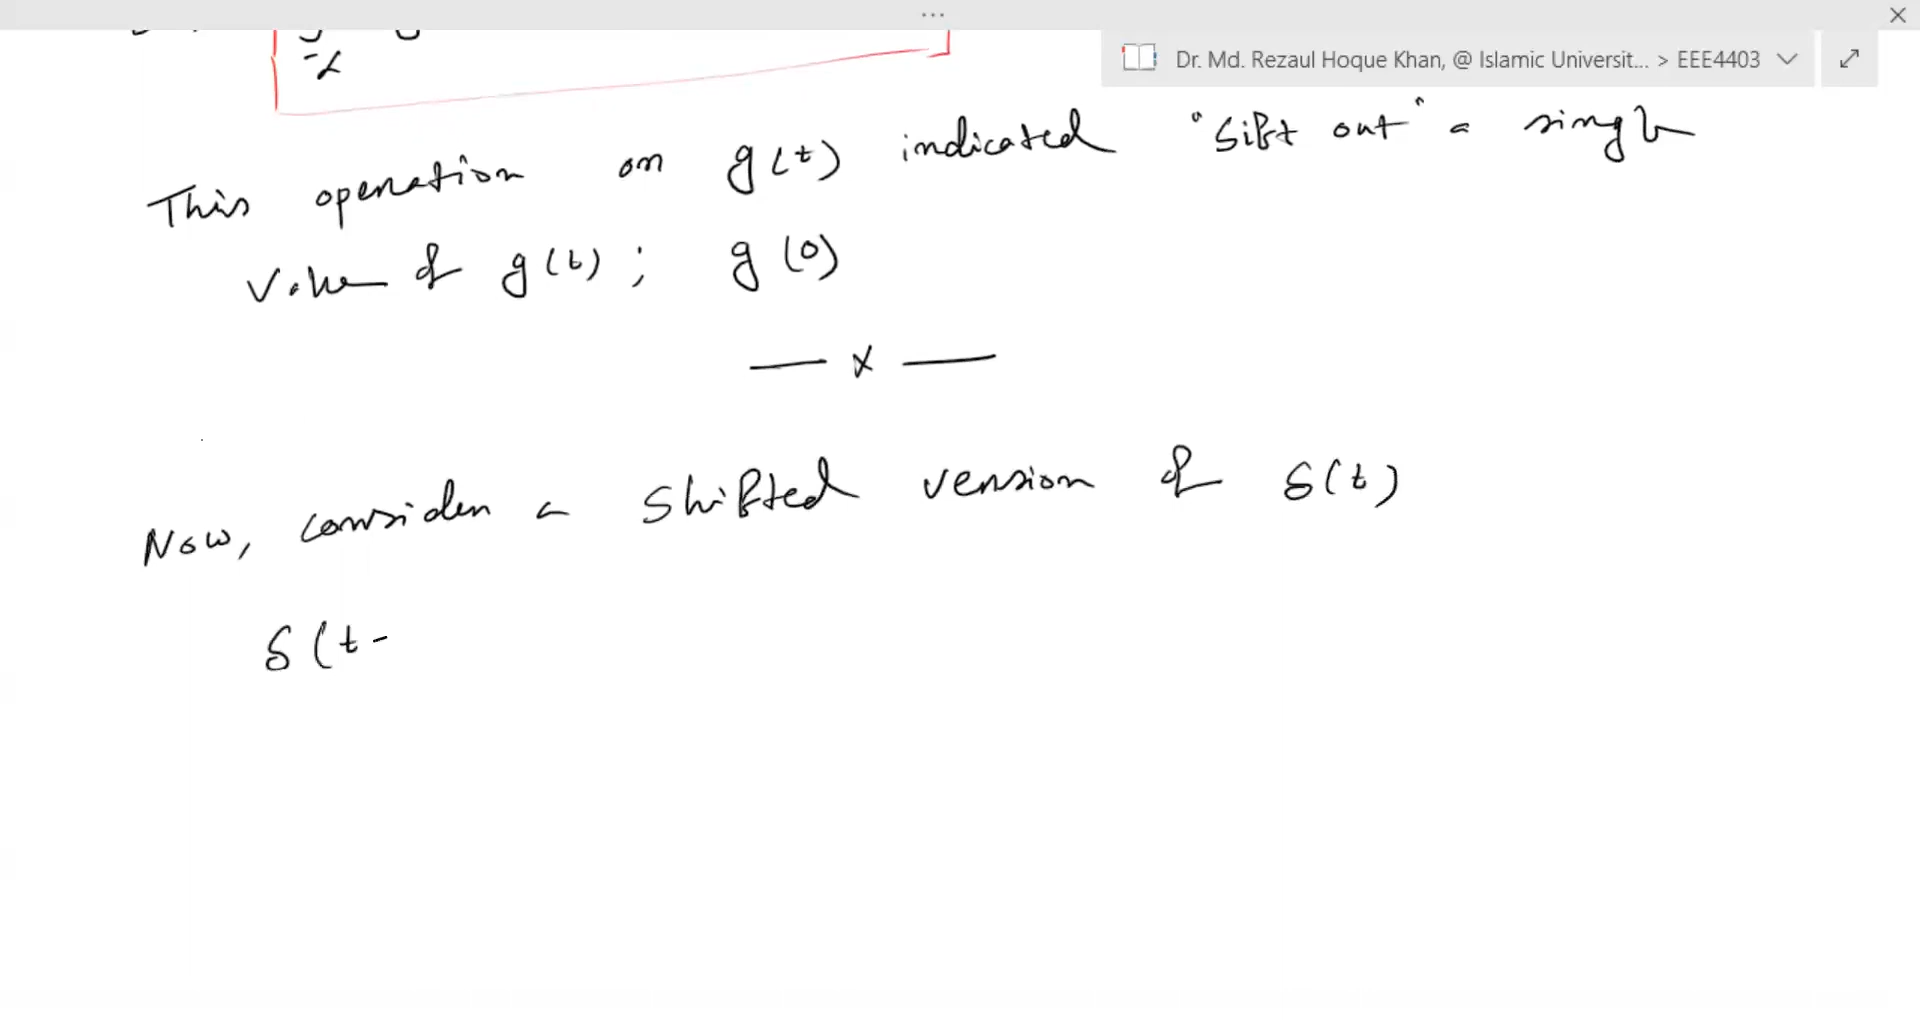 ...
Dr. Md. Rezaul Hoque Khan, @ Islamic Universit... > EEE4403
-∞
This operation on g(t) indicated "Sift out" a single
Value of g(t); g(0)
— x —
Now, consider a Shifted version of δ(t)
δ(t-